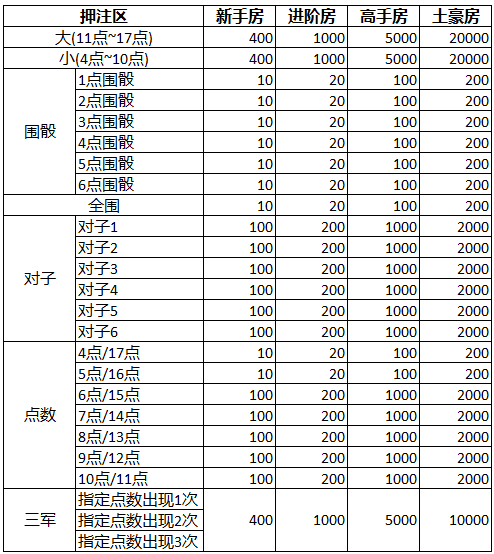 押注区 新手房 进阶房 高手房 土豪房
大(11点~17点) 400 1000 5000 20000
小(4点~10点) 400 1000 5000 20000
围骰
1点围骰 10 20 100 200
2点围骰 10 20 100 200
3点围骰 10 20 100 200
4点围骰 10 20 100 200
5点围骰 10 20 100 200
6点围骰 10 20 100 200
全围 10 20 100 200
对子
对子1 100 200 1000 2000
对子2 100 200 1000 2000
对子3 100 200 1000 2000
对子4 100 200 1000 2000
对子5 100 200 1000 2000
对子6 100 200 1000 2000
点数
4点/17点 10 20 100 200
5点/16点 10 20 100 200
6点/15点 100 200 1000 2000
7点/14点 100 200 1000 2000
8点/13点 100 200 1000 2000
9点/12点 100 200 1000 2000
10点/11点 100 200 1000 2000
三军
指定点数出现1次
指定点数出现2次 400 1000 5000 10000
指定点数出现3次